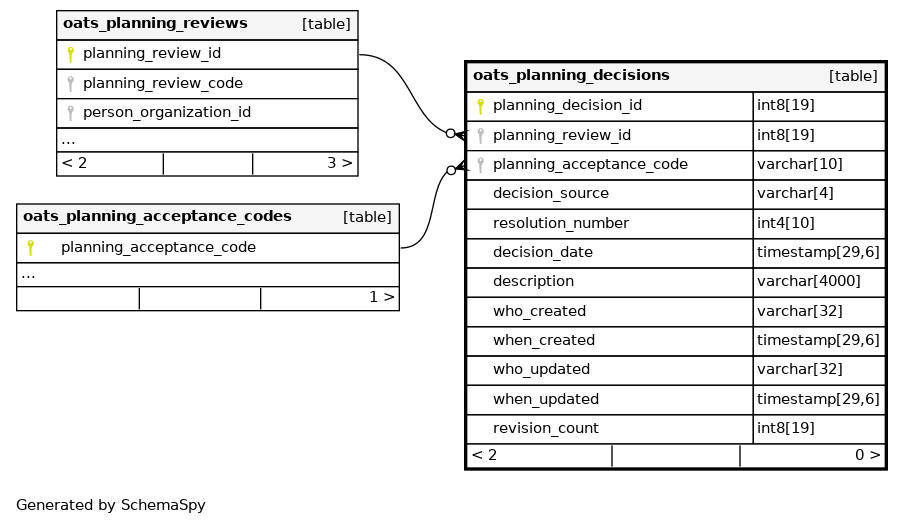 oats_planning_reviews [table]
planning_review_id
planning_review_code
person_organization_id
...
< 2 3 >
oats_planning_acceptance_codes [table]
planning_acceptance_code
...
1 >
oats_planning_decisions [table]
planning_decision_id int8[19]
planning_review_id int8[19]
planning_acceptance_code varchar[10]
decision_source varchar[4]
resolution_number int4[10]
decision_date timestamp[29,6]
description varchar[4000]
who_created varchar[32]
when_created timestamp[29,6]
who_updated varchar[32]
when_updated timestamp[29,6]
revision_count int8[19]
< 2 0 >
Generated by SchemaSpy